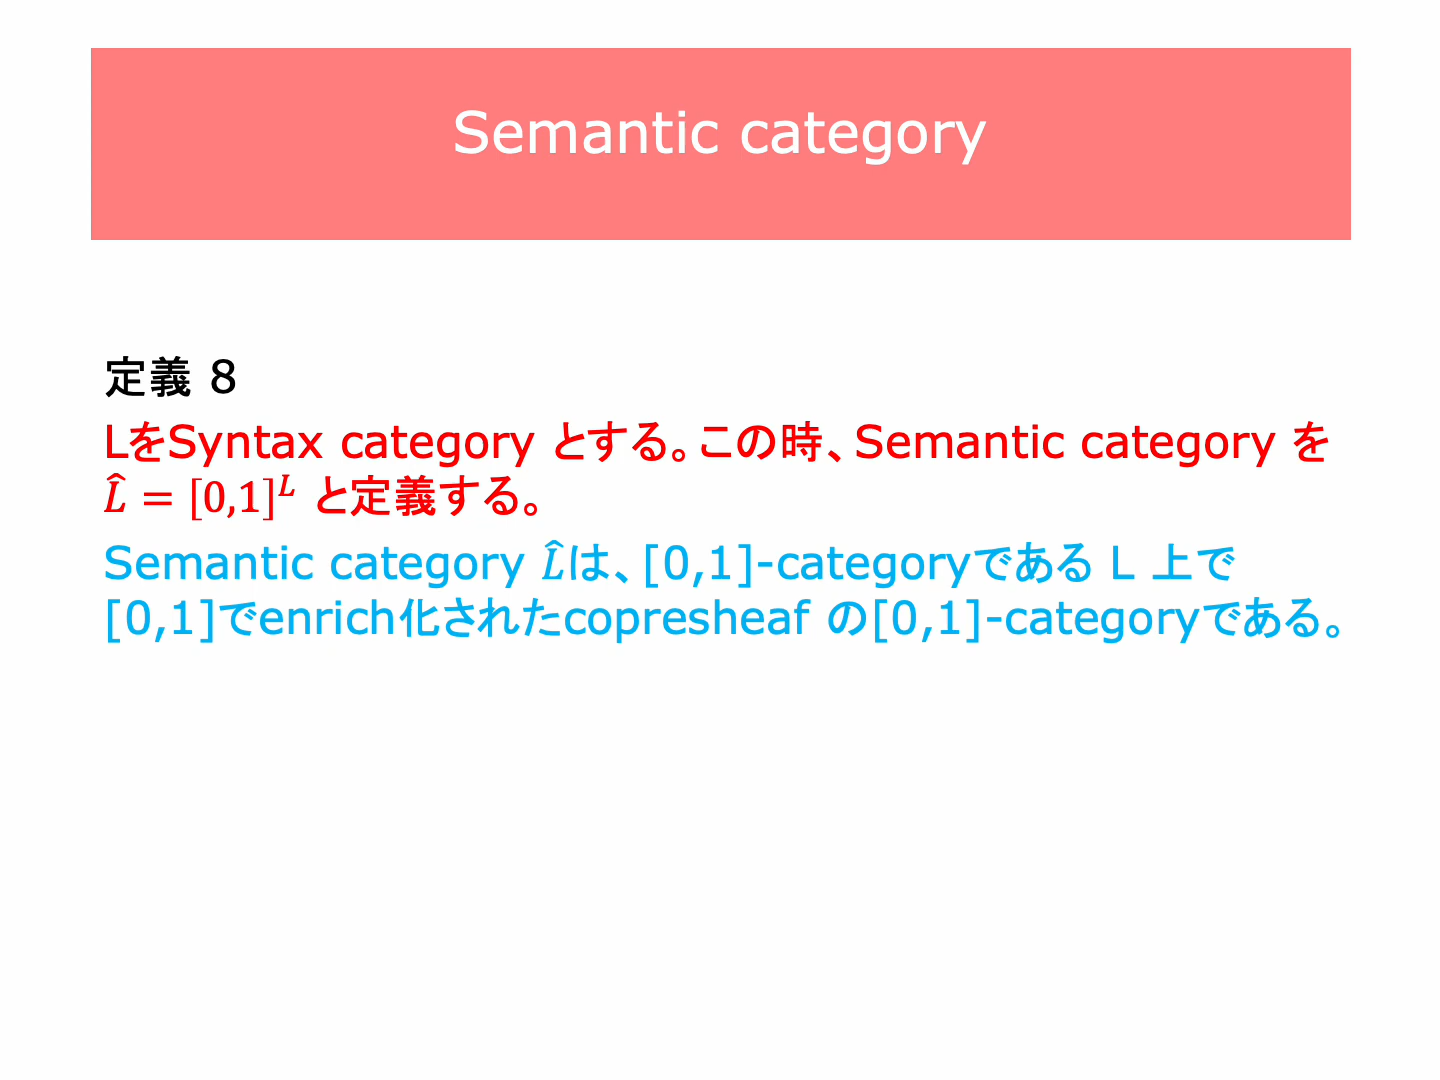 Semantic category
定義 8
LをSyntax category とする。この時、Semantic category を
L̂ = [0,1]^L と定義する。
Semantic category L̂は、[0,1]-categoryである L 上で
[0,1]でenrich化されたcopresheaf の[0,1]-categoryである。